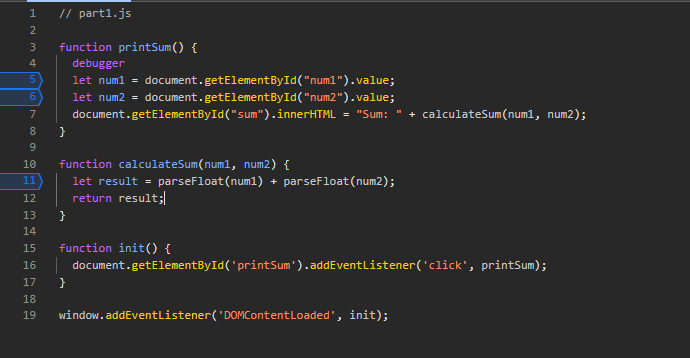 1 // part1.js
2
3 function printSum() {
4 debugger
5 let num1 = document.getElementById("num1").value;
6 let num2 = document.getElementById("num2").value;
7 document.getElementById("sum").innerHTML = "Sum: " + calculateSum(num1, num2);
8 }
9
10 function calculateSum(num1, num2) {
11 let result = parseFloat(num1) + parseFloat(num2);
12 return result;
13 }
14
15 function init() {
16 document.getElementById('printSum').addEventListener('click', printSum);
17 }
18
19 window.addEventListener('DOMContentLoaded', init);